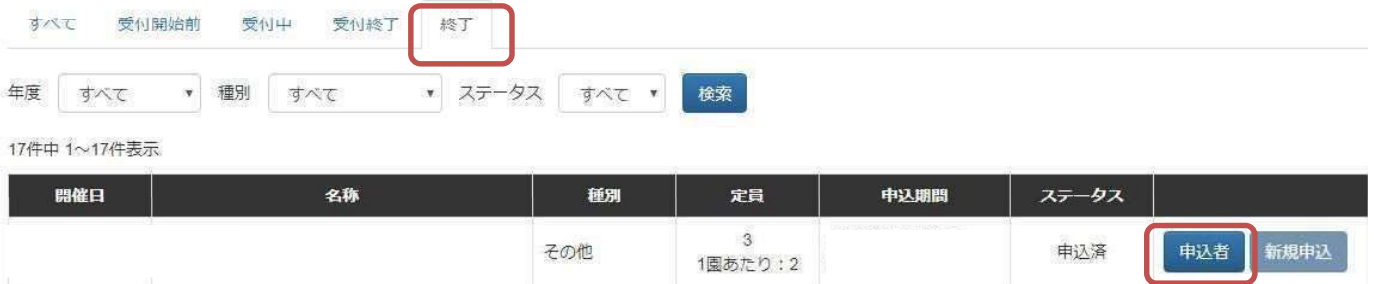 すべて 受付開始前 受付中 受付終了 終了
年度 すべて 種別 すべて ステータス すべて 検索
17件中 1～17件表示
開催日 名称 種別 定員 申込期間 ステータス
その他 3 申込済 申込者 新規申込
1園あたり：2